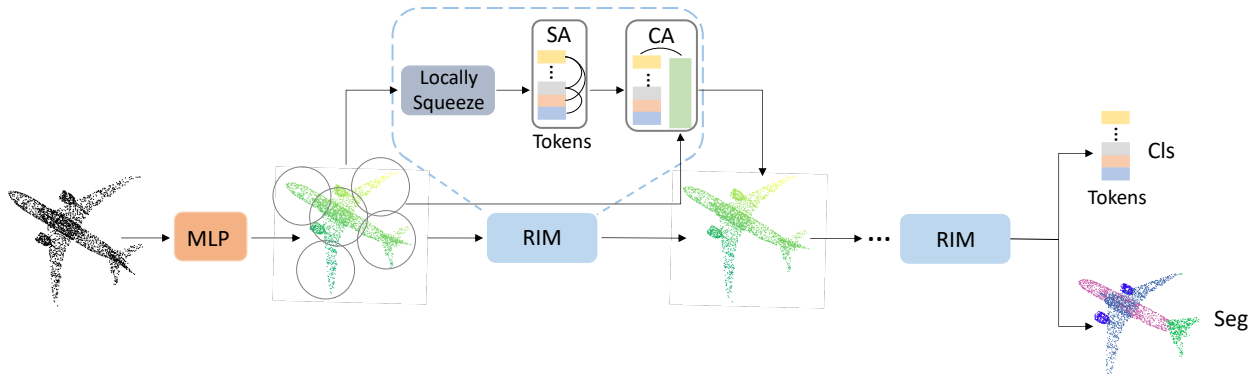 SA
CA
Locally
Squeeze
Tokens
MLP
RIM
RIM
Cls
Tokens
Seg